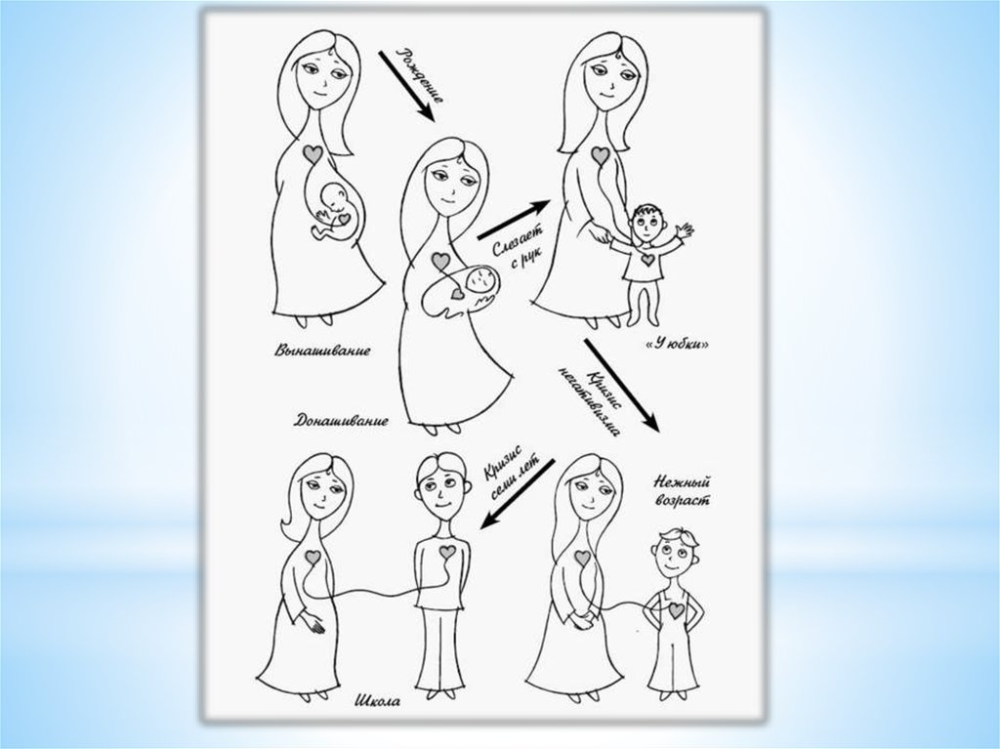 Рождение
Вынашивание
Слезает
с рук
Донашивание
«У юбки»
Кризис
негативизма
Нежный
возраст
Кризис
семи лет
Школа